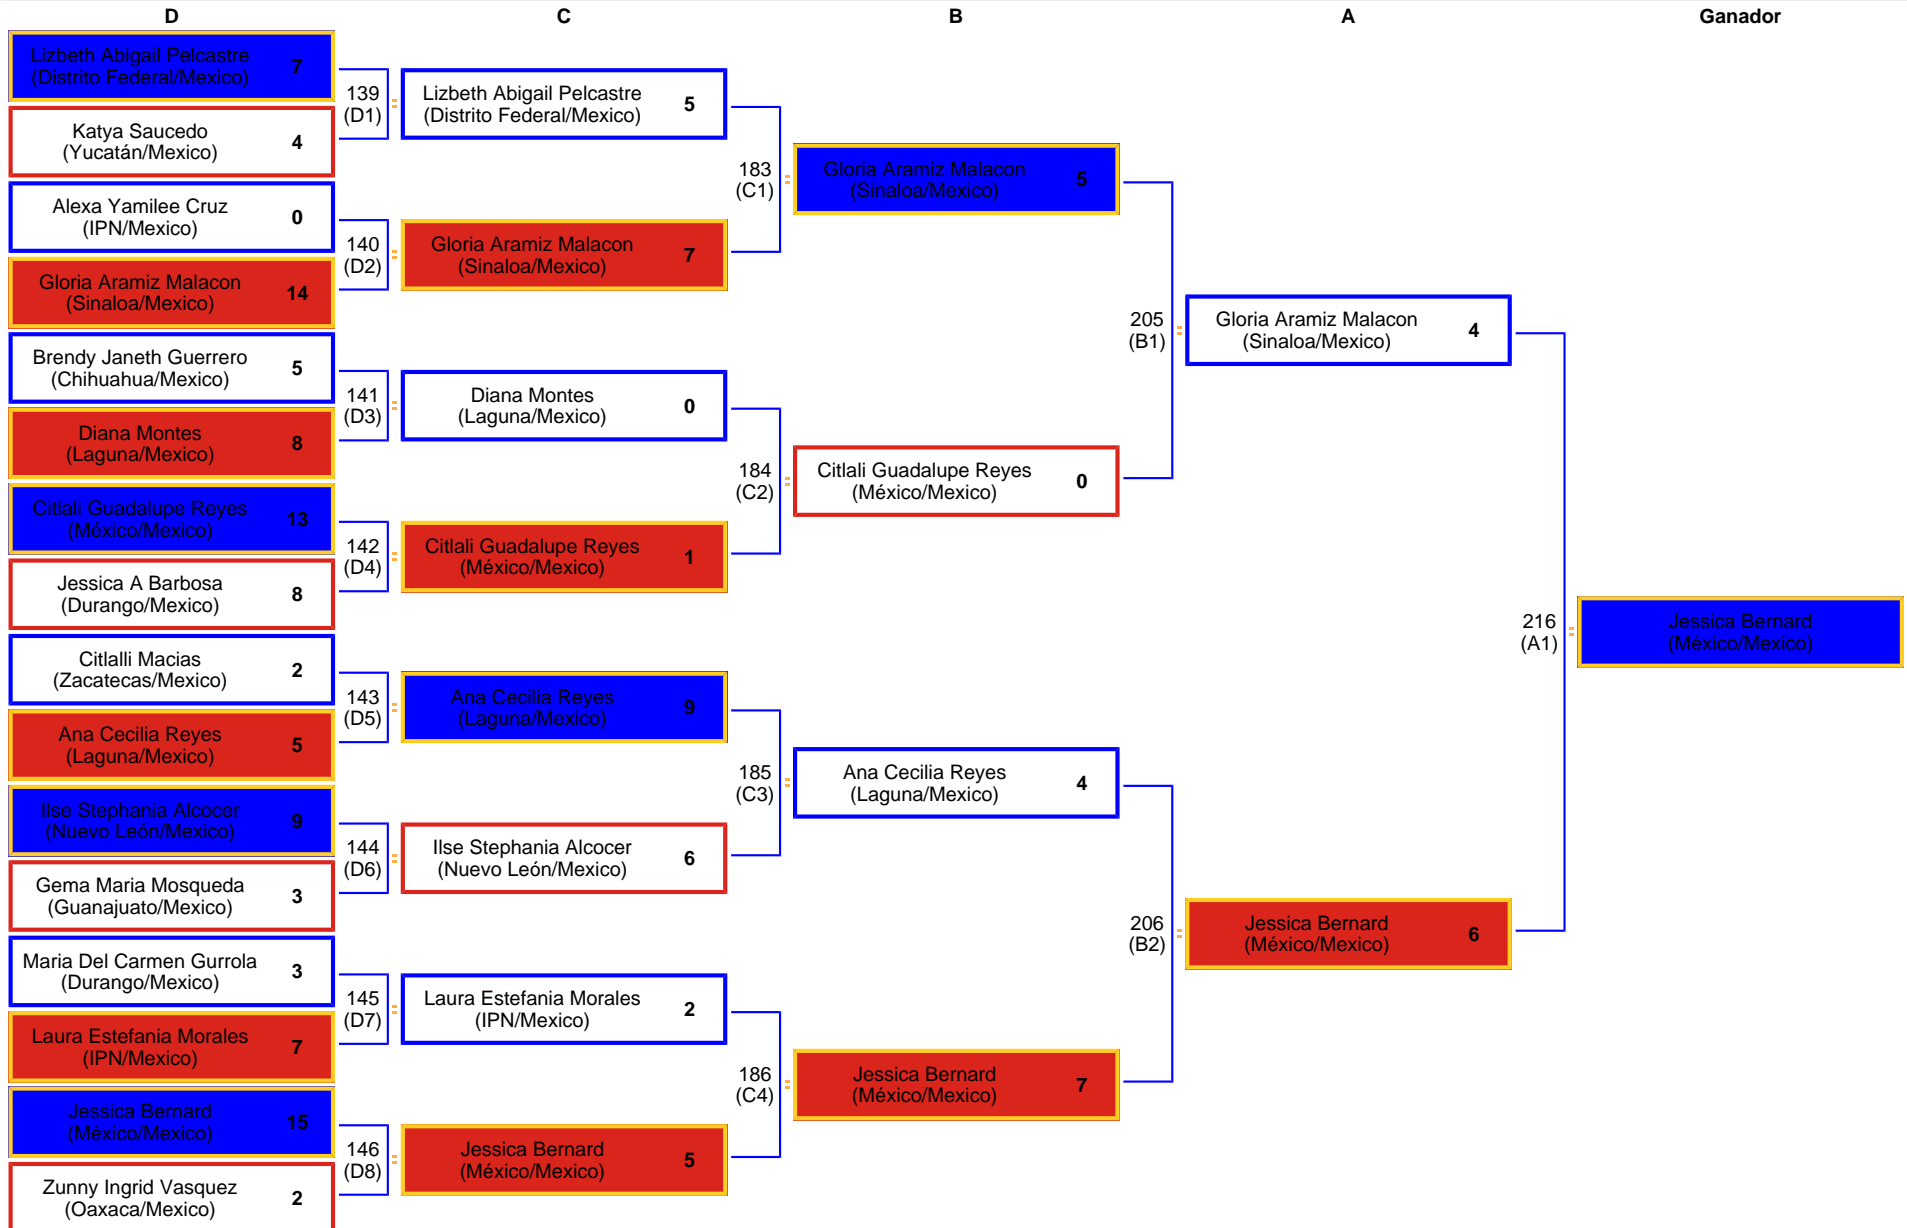 D C B A Ganador
Lizbeth Abigail Pelcastre 7
(Distrito Federal/Mexico)
Katya Saucedo 4
(Yucatán/Mexico)
Alexa Yamilee Cruz 0
(IPN/Mexico)
Gloria Aramiz Malacon 14
(Sinaloa/Mexico)
Brendy Janeth Guerrero 5
(Chihuahua/Mexico)
Diana Montes 8
(Laguna/Mexico)
Citlali Guadalupe Reyes 13
(México/Mexico)
Jessica A Barbosa 8
(Durango/Mexico)
Citlalli Macias 2
(Zacatecas/Mexico)
Ana Cecilia Reyes 5
(Laguna/Mexico)
Ilse Stephania Alcocer 9
(Nuevo León/Mexico)
Gema Maria Mosqueda 3
(Guanajuato/Mexico)
Maria Del Carmen Gurrola 3
(Durango/Mexico)
Laura Estefania Morales 7
(IPN/Mexico)
Jessica Bernard 15
(México/Mexico)
Zunny Ingrid Vasquez 2
(Oaxaca/Mexico)
139
(D1)
140
(D2)
141
(D3)
142
(D4)
143
(D5)
144
(D6)
145
(D7)
146
(D8)
Lizbeth Abigail Pelcastre 5
(Distrito Federal/Mexico)
Gloria Aramiz Malacon 7
(Sinaloa/Mexico)
Diana Montes 0
(Laguna/Mexico)
Citlali Guadalupe Reyes 1
(México/Mexico)
Ana Cecilia Reyes 9
(Laguna/Mexico)
Ilse Stephania Alcocer 6
(Nuevo León/Mexico)
Laura Estefania Morales 2
(IPN/Mexico)
Jessica Bernard 5
(México/Mexico)
183
(C1)
184
(C2)
185
(C3)
186
(C4)
Gloria Aramiz Malacon 5
(Sinaloa/Mexico)
Citlali Guadalupe Reyes 0
(México/Mexico)
Ana Cecilia Reyes 4
(Laguna/Mexico)
Jessica Bernard 7
(México/Mexico)
205
(B1)
206
(B2)
Gloria Aramiz Malacon 4
(Sinaloa/Mexico)
Jessica Bernard 6
(México/Mexico)
216
(A1)
Jessica Bernard
(México/Mexico)